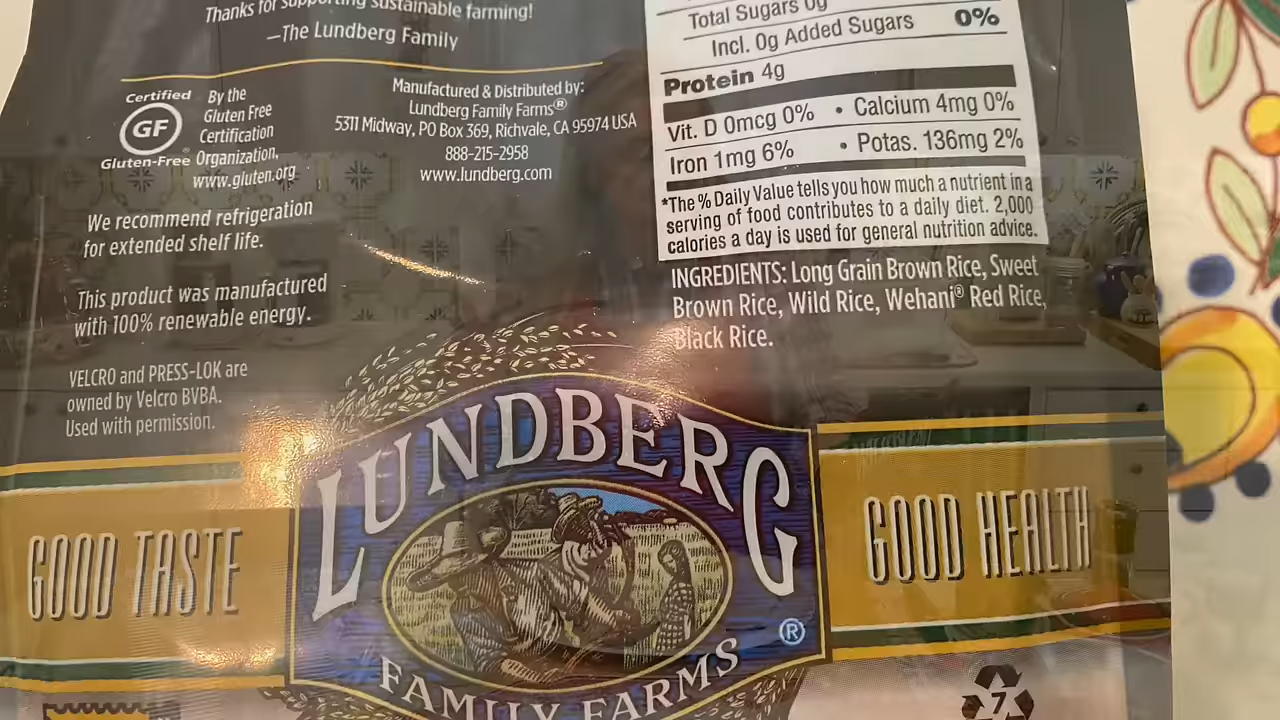 Thanks for supporting sustainable farming!
—The Lundberg Family
Certified
GF
Gluten-Free
By the
Gluten Free
Certification
Organization.
www.gluten.org
Manufactured & Distributed by:
Lundberg Family Farms®
5311 Midway, PO Box 369, Richvale, CA 95974 USA
888-215-2958
www.lundberg.com
We recommend refrigeration
for extended shelf life.
This product was manufactured
with 100% renewable energy.
VELCRO and PRESS-LOK are
owned by Velcro BVBA.
Used with permission.
Total Sugars 0g
Incl. 0g Added Sugars 0%
Protein 4g
Vit. D 0mcg 0% • Calcium 4mg 0%
Iron 1mg 6% • Potas. 136mg 2%
*The % Daily Value tells you how much a nutrient in a
serving of food contributes to a daily diet. 2,000
calories a day is used for general nutrition advice.
INGREDIENTS: Long Grain Brown Rice, Sweet
Brown Rice, Wild Rice, Wehani® Red Rice,
Black Rice.
GOOD TASTE
LUNDBERG
FAMILY FARMS
®
GOOD HEALTH
7